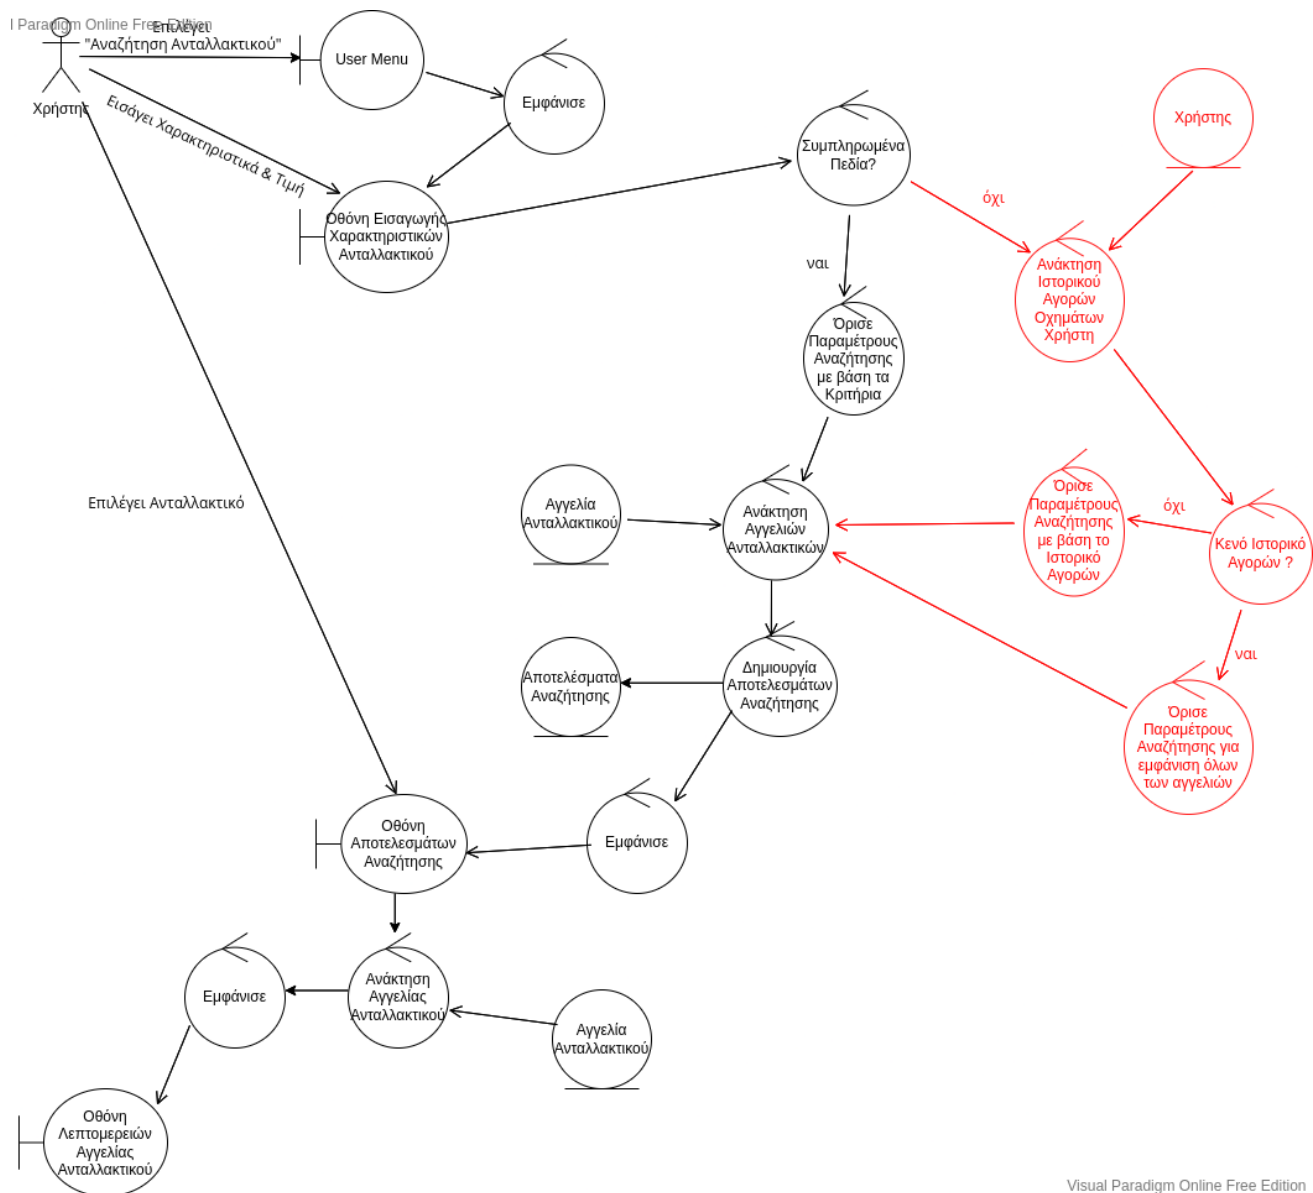 l Paradigm Online Free Edition
Επιλέγει
"Αναζήτηση Ανταλλακτικού"
Χρήστης
User Menu
Εμφάνισε
Εισάγει Χαρακτηριστικά & Τιμή
Οθόνη Εισαγωγής
Χαρακτηριστικών
Ανταλλακτικού
Συμπληρωμένα
Πεδία?
Χρήστης
όχι
ναι
Ανάκτηση
Ιστορικού
Αγορών
Οχημάτων
Χρήστη
Όρισε
Παραμέτρους
Αναζήτησης
με βάση τα
Κριτήρια
Επιλέγει Ανταλλακτικό
Αγγελία
Ανταλλακτικού
Ανάκτηση
Αγγελιών
Ανταλλακτικών
Όρισε
Παραμέτρους
Αναζήτησης
με βάση το
Ιστορικό
Αγορών
όχι
Κενό Ιστορικό
Αγορών ?
ναι
Αποτελέσματα
Αναζήτησης
Δημιουργία
Αποτελεσμάτων
Αναζήτησης
Όρισε
Παραμέτρους
Αναζήτησης για
εμφάνιση όλων
των αγγελιών
Οθόνη
Αποτελεσμάτων
Αναζήτησης
Εμφάνισε
Εμφάνισε
Ανάκτηση
Αγγελίας
Ανταλλακτικού
Αγγελία
Ανταλλακτικού
Οθόνη
Λεπτομερειών
Αγγελίας
Ανταλλακτικού
Visual Paradigm Online Free Edition